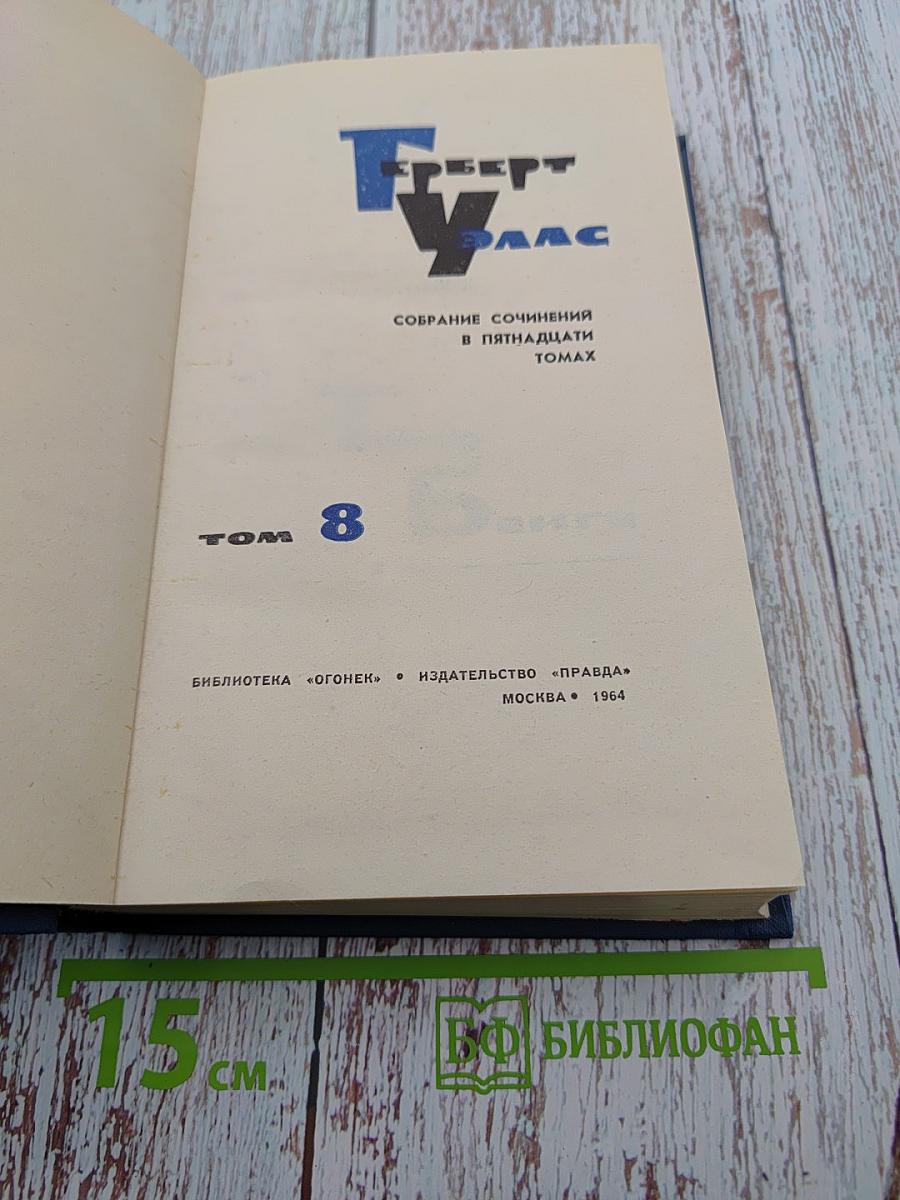 Герберт
Уэллс
СОБРАНИЕ СОЧИНЕНИЙ
В ПЯТНАДЦАТИ
ТОМАХ
ТОМ 8
БИБЛИОТЕКА «ОГОНЕК» • ИЗДАТЕЛЬСТВО «ПРАВДА»
МОСКВА • 1964
15 см
БФ БИБЛИОФАН